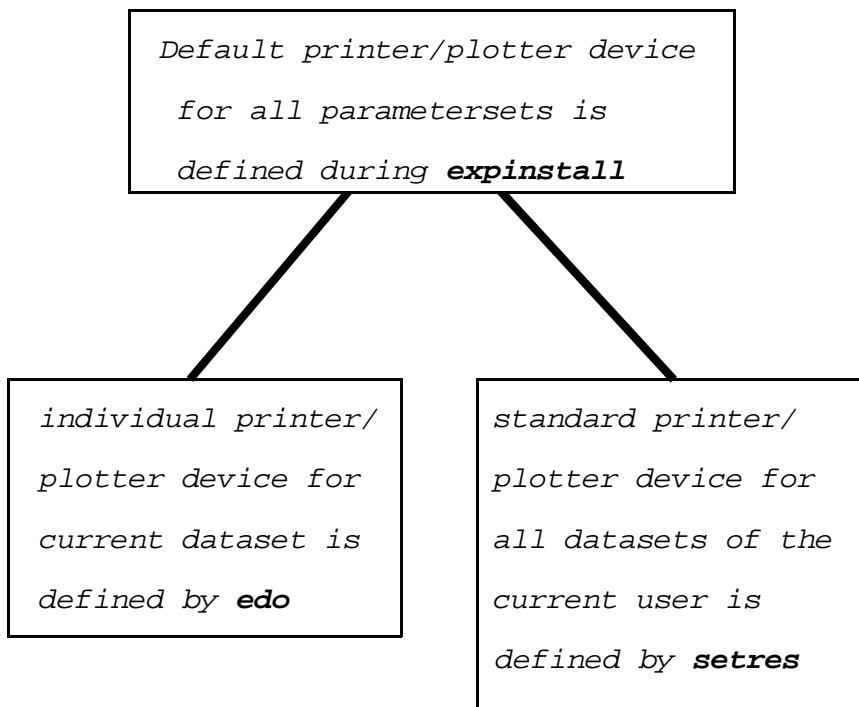 Default printer/plotter device
for all parametersets is
defined during expinstall
individual printer/
plotter device for
current dataset is
defined by edo
standard printer/
plotter device for
all datasets of the
current user is
defined by setres